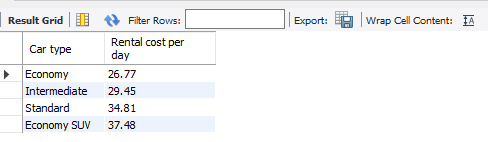 Result Grid Filter Rows: Export: Wrap Cell Content:
Car type Rental cost per day
Economy 26.77
Intermediate 29.45
Standard 34.81
Economy SUV 37.48